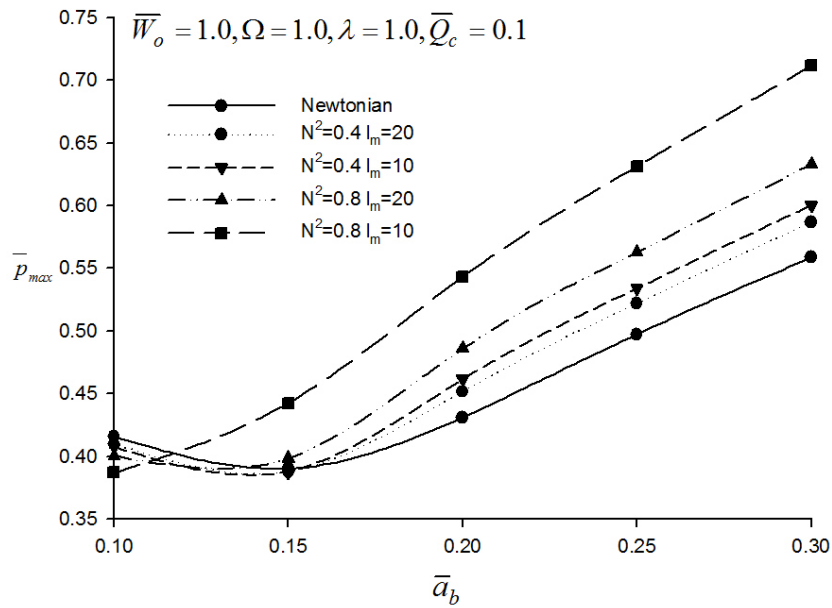 W̅ₒ = 1.0, Ω = 1.0, λ = 1.0, Q̅c = 0.1
0.75
0.70
0.65
0.60
0.55
0.50
0.45
0.40
0.35
Newtonian
N²=0.4 lₘ=20
N²=0.4 lₘ=10
N²=0.8 lₘ=20
N²=0.8 lₘ=10
p̅ₘₐₓ
0.10 0.15 0.20 0.25 0.30
a̅b